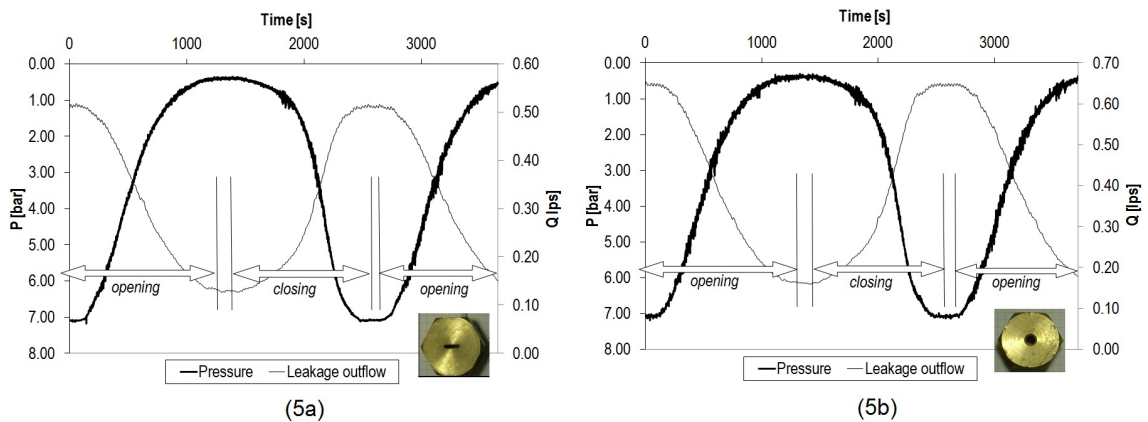 Time [s]
0 1000 2000 3000
0.00
1.00
2.00
3.00
4.00
5.00
6.00
7.00
8.00
P [bar]
0.60
0.50
0.40
0.30
0.20
0.10
0.00
Q lps]
opening
closing
opening
Pressure Leakage outflow
(5a)
Time [s]
0 1000 2000 3000
0.00
1.00
2.00
3.00
4.00
5.00
6.00
7.00
8.00
P [bar]
0.70
0.60
0.50
0.40
0.30
0.20
0.10
0.00
Q [lps]
opening
closing
opening
Pressure Leakage outflow
(5b)